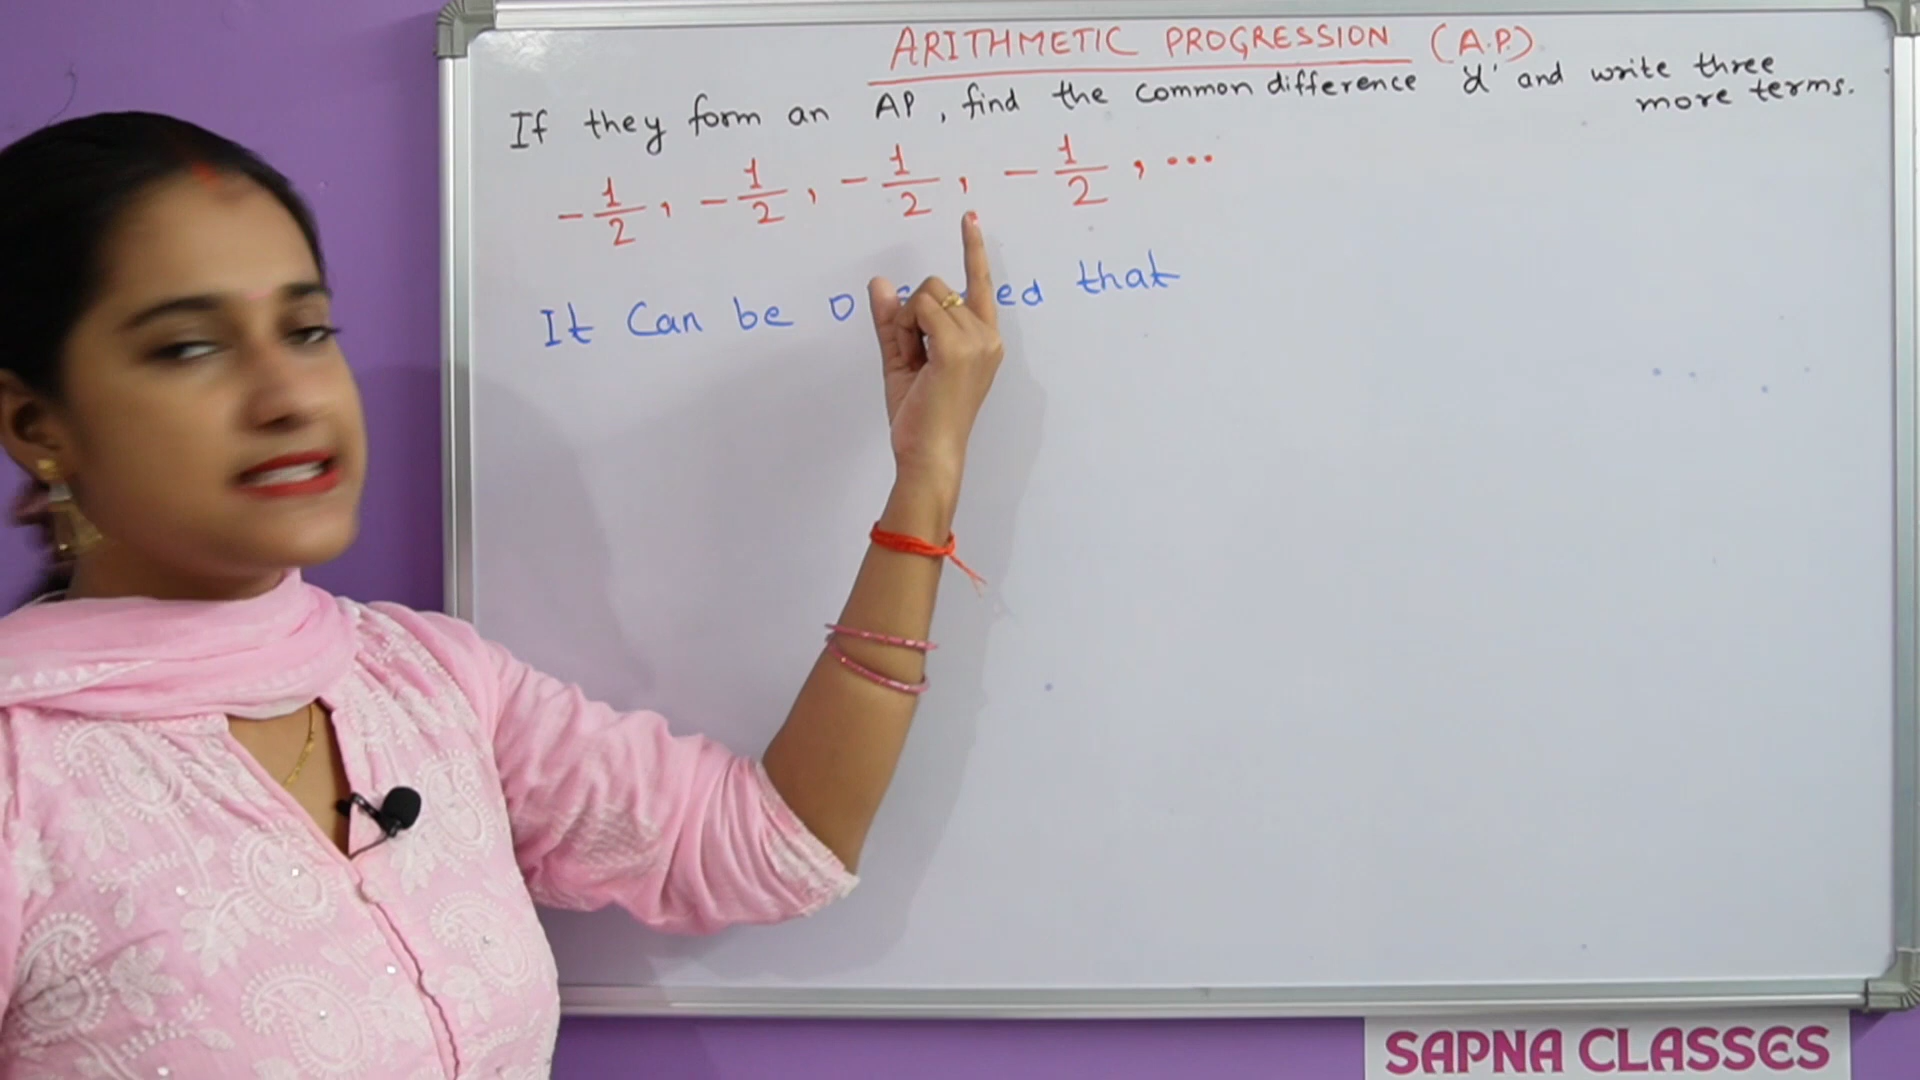 ARITHMETIC PROGRESSION (A.P.)
If they form an AP, find the common difference 'd' and write three
more terms.
-1/2, -1/2, -1/2, -1/2, ...
It Can be that
SAPNA CLASSES